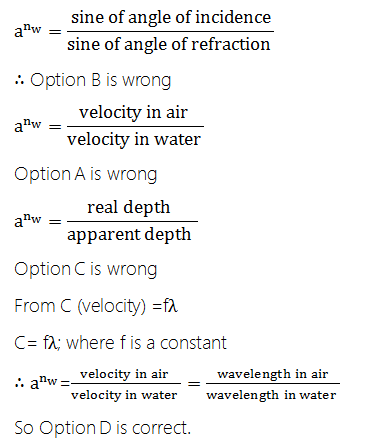 aⁿw = sine of angle of incidence / sine of angle of refraction
∴ Option B is wrong
aⁿw = velocity in air / velocity in water
Option A is wrong
aⁿw = real depth / apparent depth
Option C is wrong
From C (velocity) =fλ
C= fλ; where f is a constant
∴ aⁿw = velocity in air / velocity in water = wavelength in air / wavelength in water
So Option D is correct.